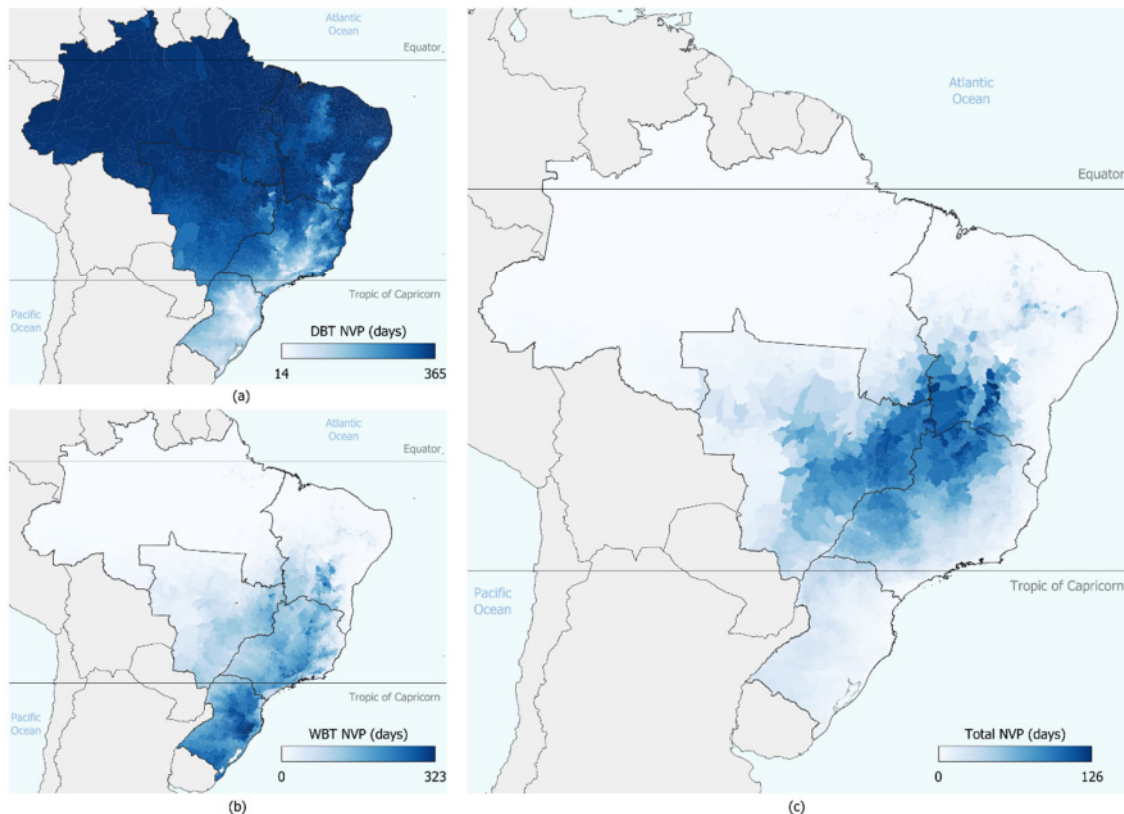 Atlantic
Ocean
Equator
Tropic of Capricorn
Pacific
Ocean
DBT NVP (days)
14 365
(a)
Atlantic
Ocean
Equator
Tropic of Capricorn
Pacific
Ocean
WBT NVP (days)
0 323
(b)
Atlantic
Ocean
Equator
Tropic of Capricorn
Pacific
Ocean
Total NVP (days)
0 126
(c)